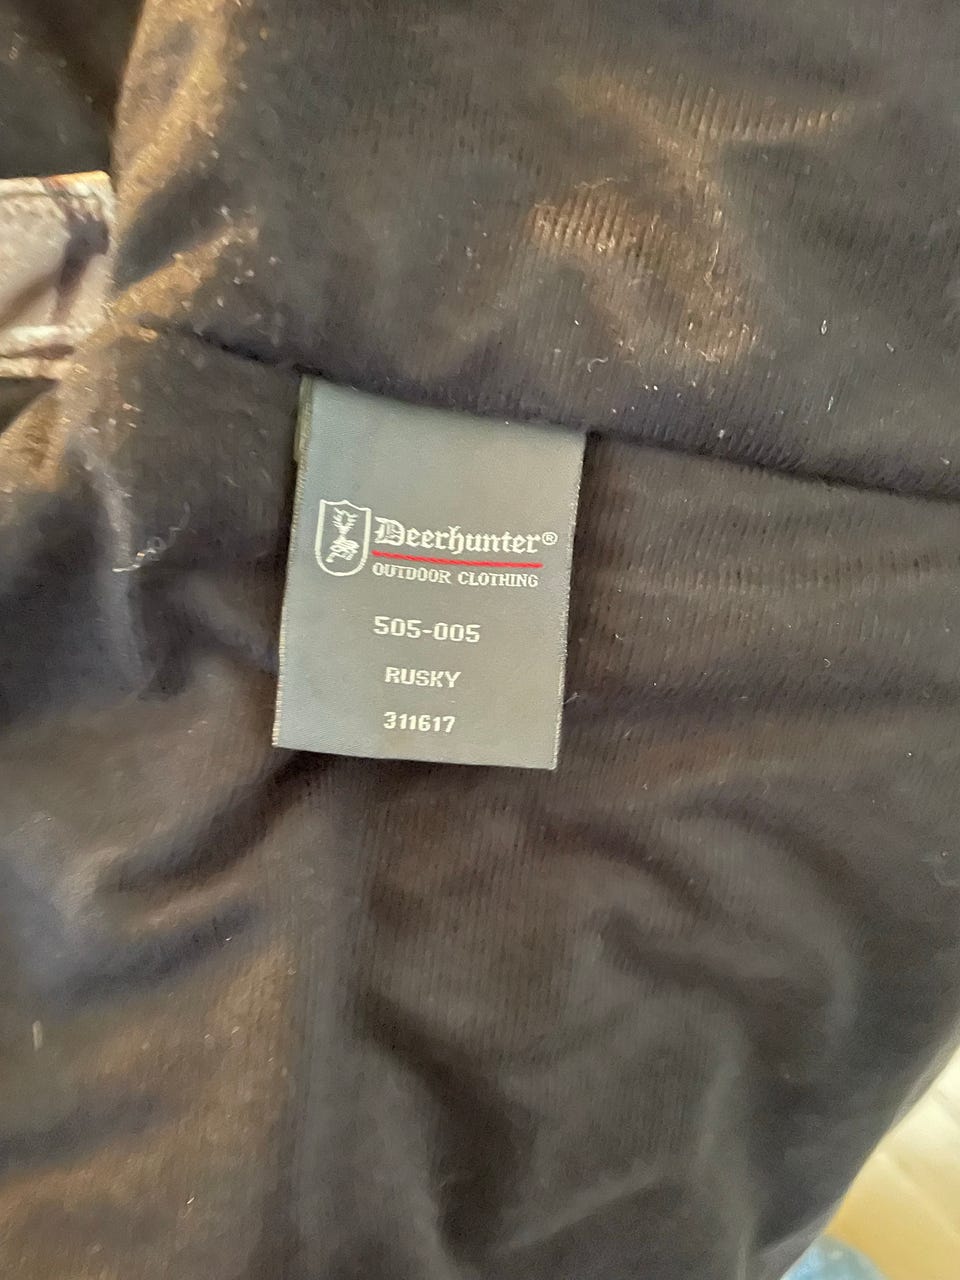 Deerhunter®
OUTDOOR CLOTHING
505-005
RUSKY
311617